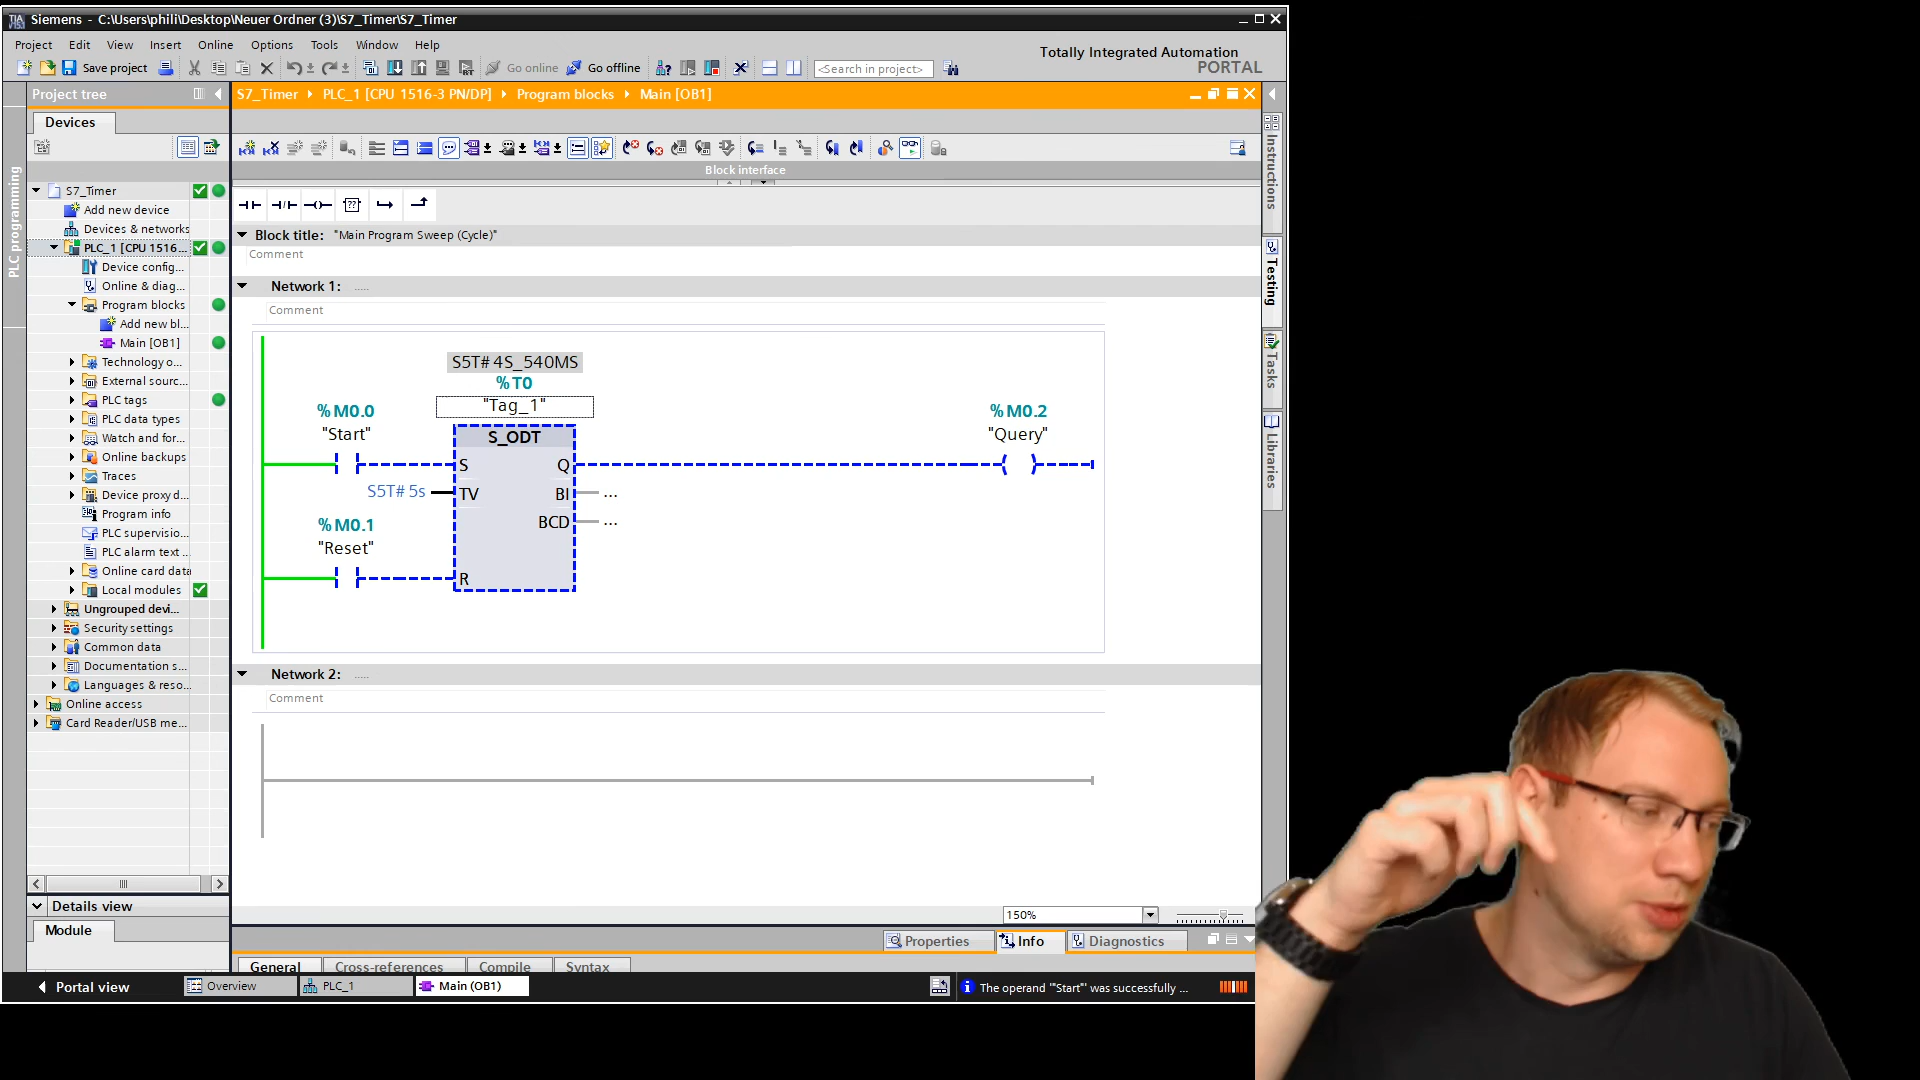 Siemens - C:\Users\phili\Desktop\Neuer Ordner (3)\S7_Timer\S7_Timer
Project Edit View Insert Online Options Tools Window Help
Totally Integrated Automation
PORTAL
Save project Go online Go offline <Search in project>
Project tree
S7_Timer PLC_1 [CPU 1516-3 PN/DP] Program blocks Main [OB1]
Devices
Block interface
PLC programming
S7_Timer
Add new device
Devices & networks
PLC_1 [CPU 1516...
Device config...
Online & diag...
Program blocks
Add new bl...
Main [OB1]
Technology o...
External sourc...
PLC tags
PLC data types
Watch and for...
Online backups
Traces
Device proxy d...
Program info
PLC supervisio...
PLC alarm text ...
Online card data
Local modules
Ungrouped devi...
Security settings
Common data
Documentation s...
Languages & reso...
Online access
Card Reader/USB me...
Details view
Module
??
Block title: "Main Program Sweep (Cycle)"
Comment
Network 1: .....
Comment
S5T#4S_540MS
%T0
"Tag_1"
%M0.0
"Start"
%M0.2
"Query"
S_ODT
S Q
S5T#5s TV BI ...
%M0.1
BCD ...
"Reset"
R
Network 2: .....
Comment
150%
Properties Info Diagnostics
General Cross-references Compile Syntax
Portal view Overview PLC_1 Main (OB1) The operand '"Start"' was successfully ...
Instructions
Testing
Tasks
Libraries